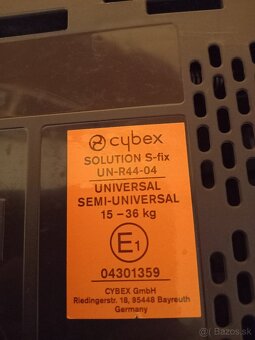 cybex
SOLUTION S-fix
UN-R44-04
UNIVERSAL
SEMI-UNIVERSAL
15 – 36 kg
E1
04301359
CYBEX GmbH
Riedingerstr. 18, 95448 Bayreuth
Germany
Bazos.sk